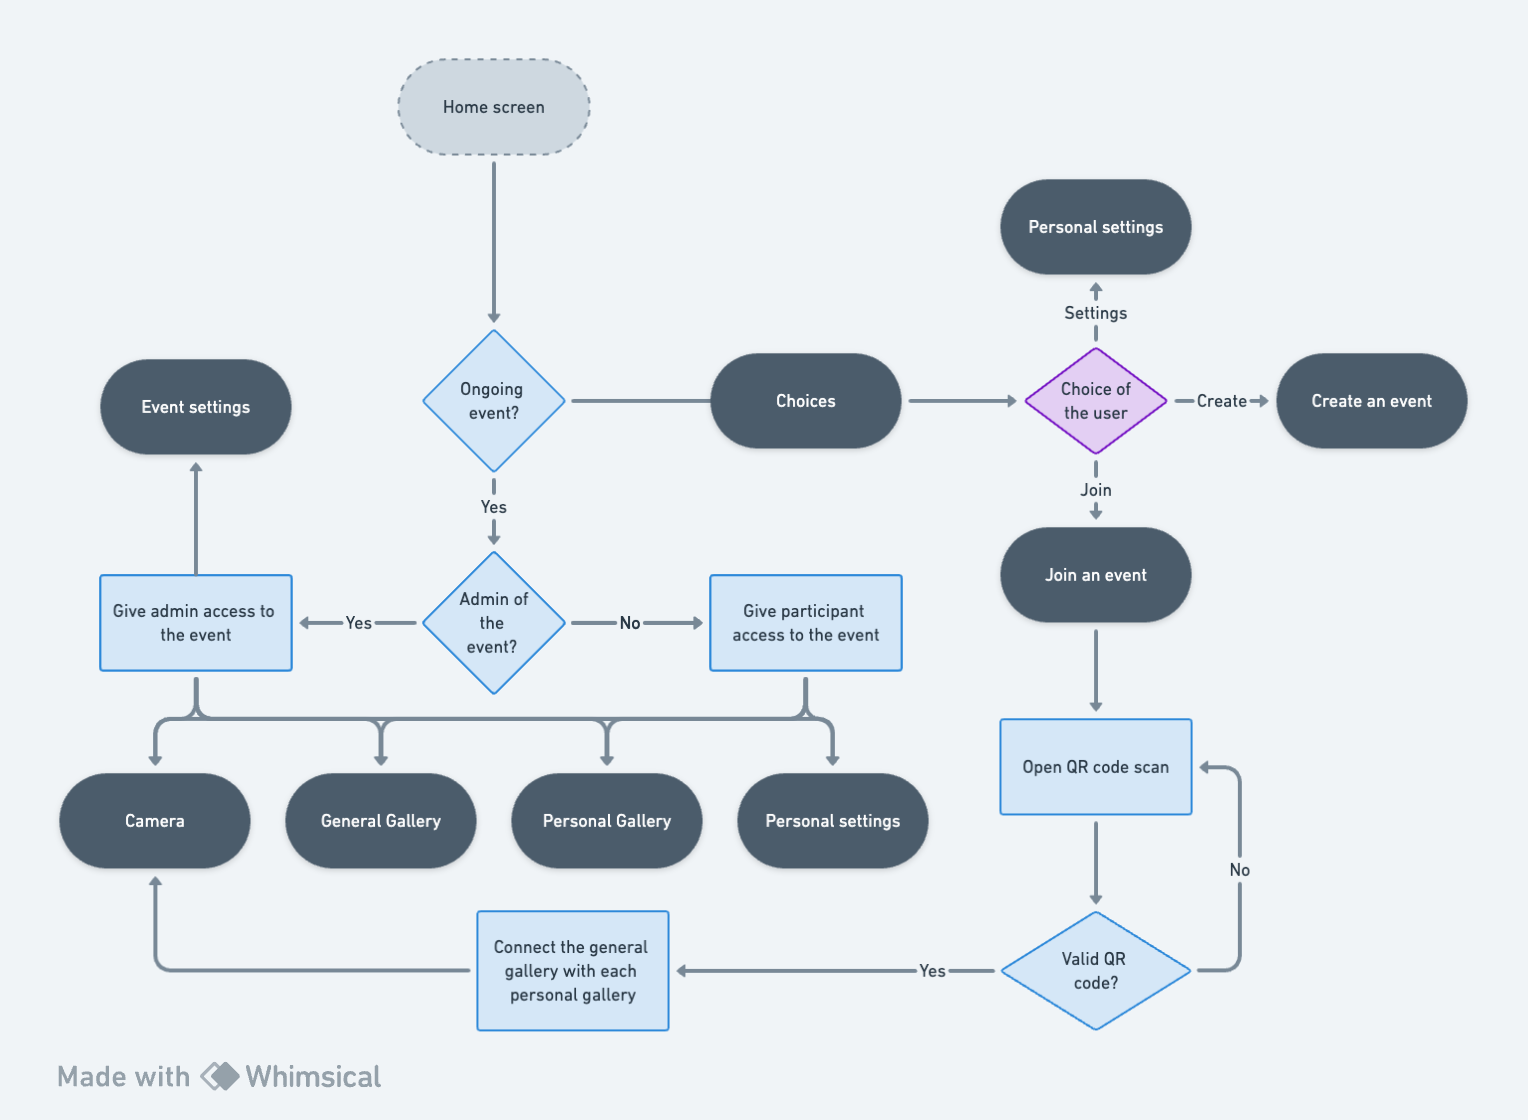 Home screen
Personal settings
Settings
Event settings
Ongoing
event?
Choices
Choice of
the user
Create
Create an event
Yes
Join
Join an event
Give admin access to
the event
Yes
Admin of
the
event?
No
Give participant
access to the event
Open QR code scan
Camera
General Gallery
Personal Gallery
Personal settings
No
Connect the general
gallery with each
personal gallery
Yes
Valid QR
code?
Made with Whimsical